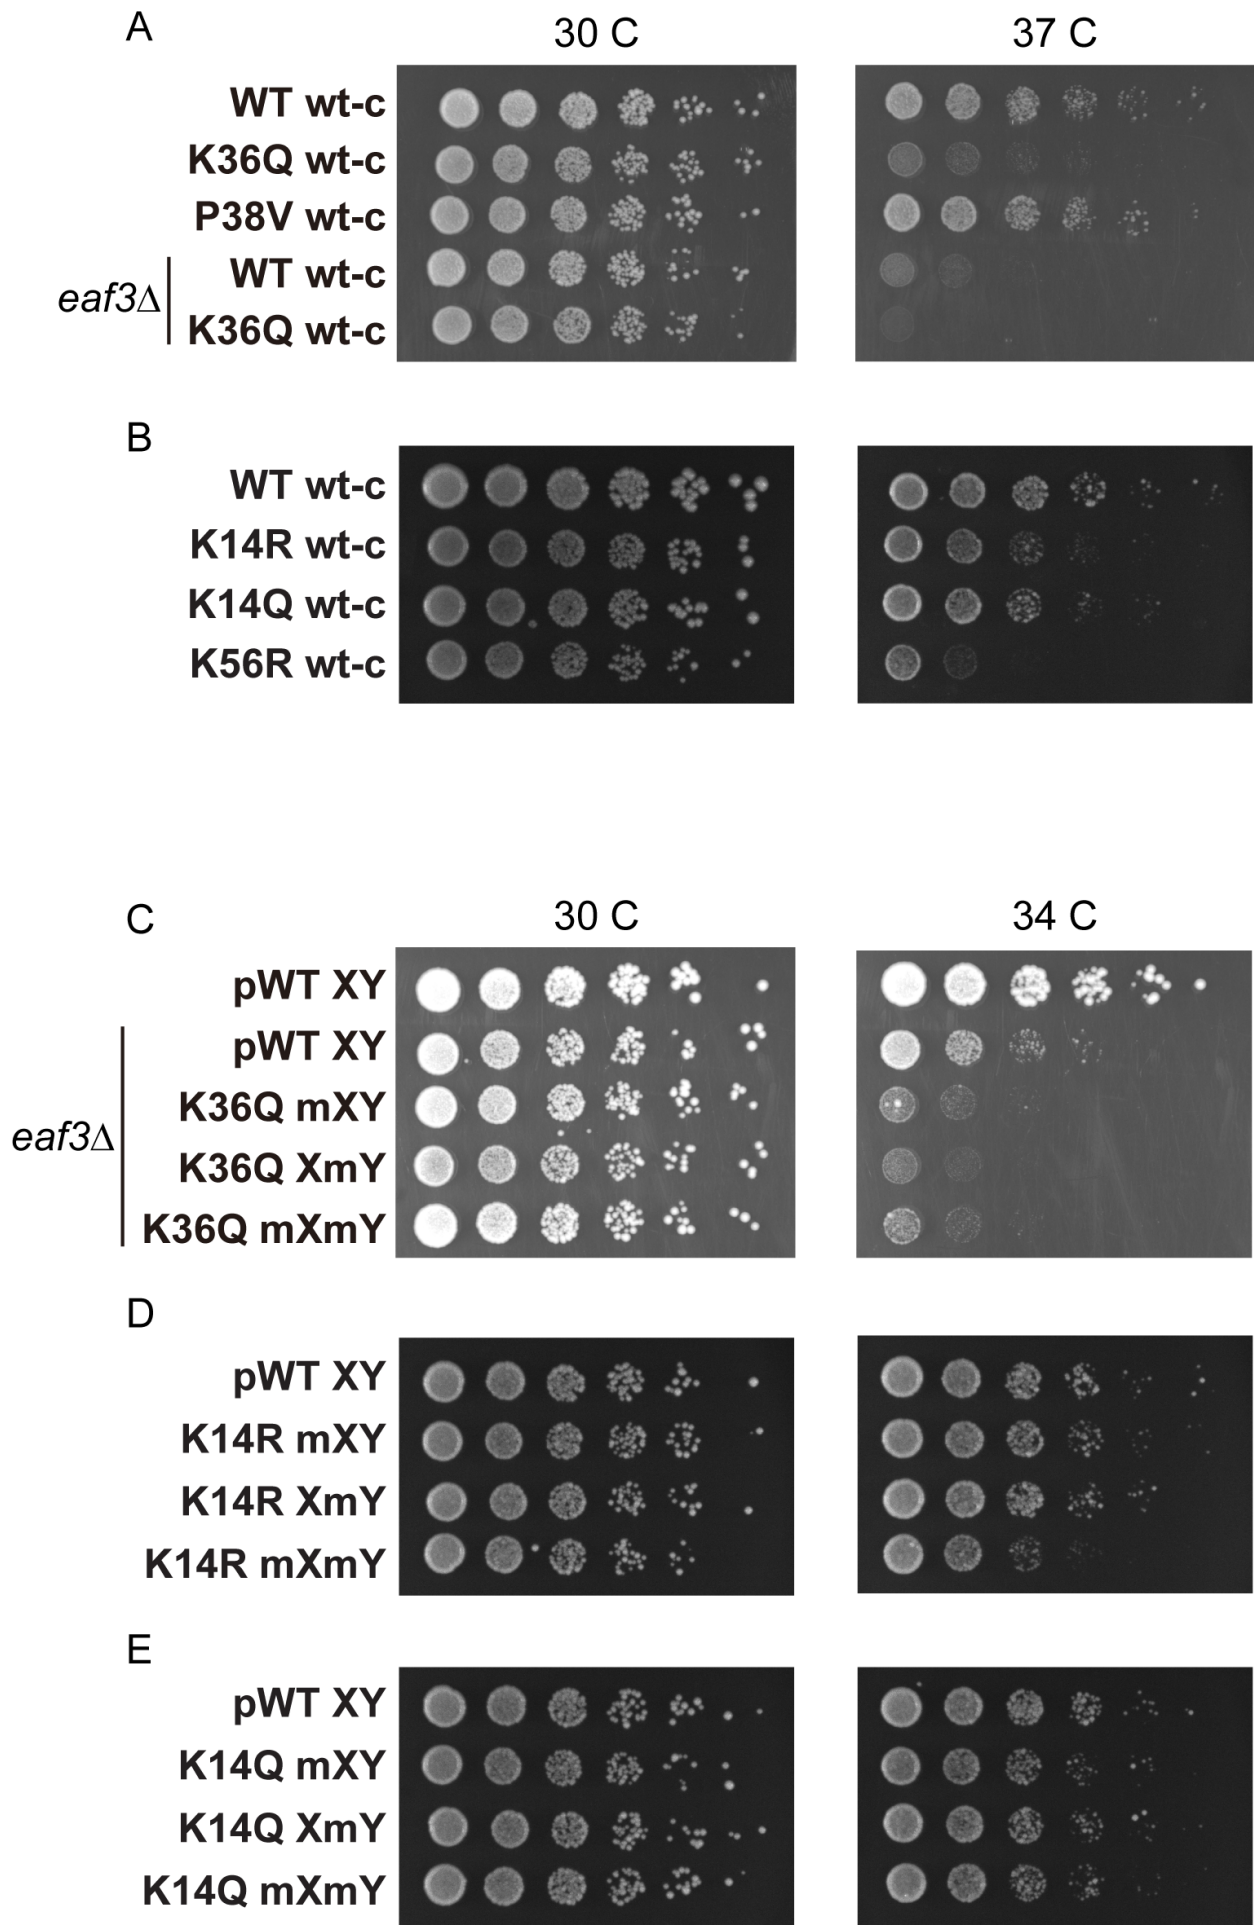 A
30 C
37 C
WT wt-c
K36Q wt-c
P38V wt-c
eaf3Δ
WT wt-c
K36Q wt-c
B
WT wt-c
K14R wt-c
K14Q wt-c
K56R wt-c
C
30 C
34 C
pWT XY
eaf3Δ
pWT XY
K36Q mXY
K36Q XmY
K36Q mXmY
D
pWT XY
K14R mXY
K14R XmY
K14R mXmY
E
pWT XY
K14Q mXY
K14Q XmY
K14Q mXmY